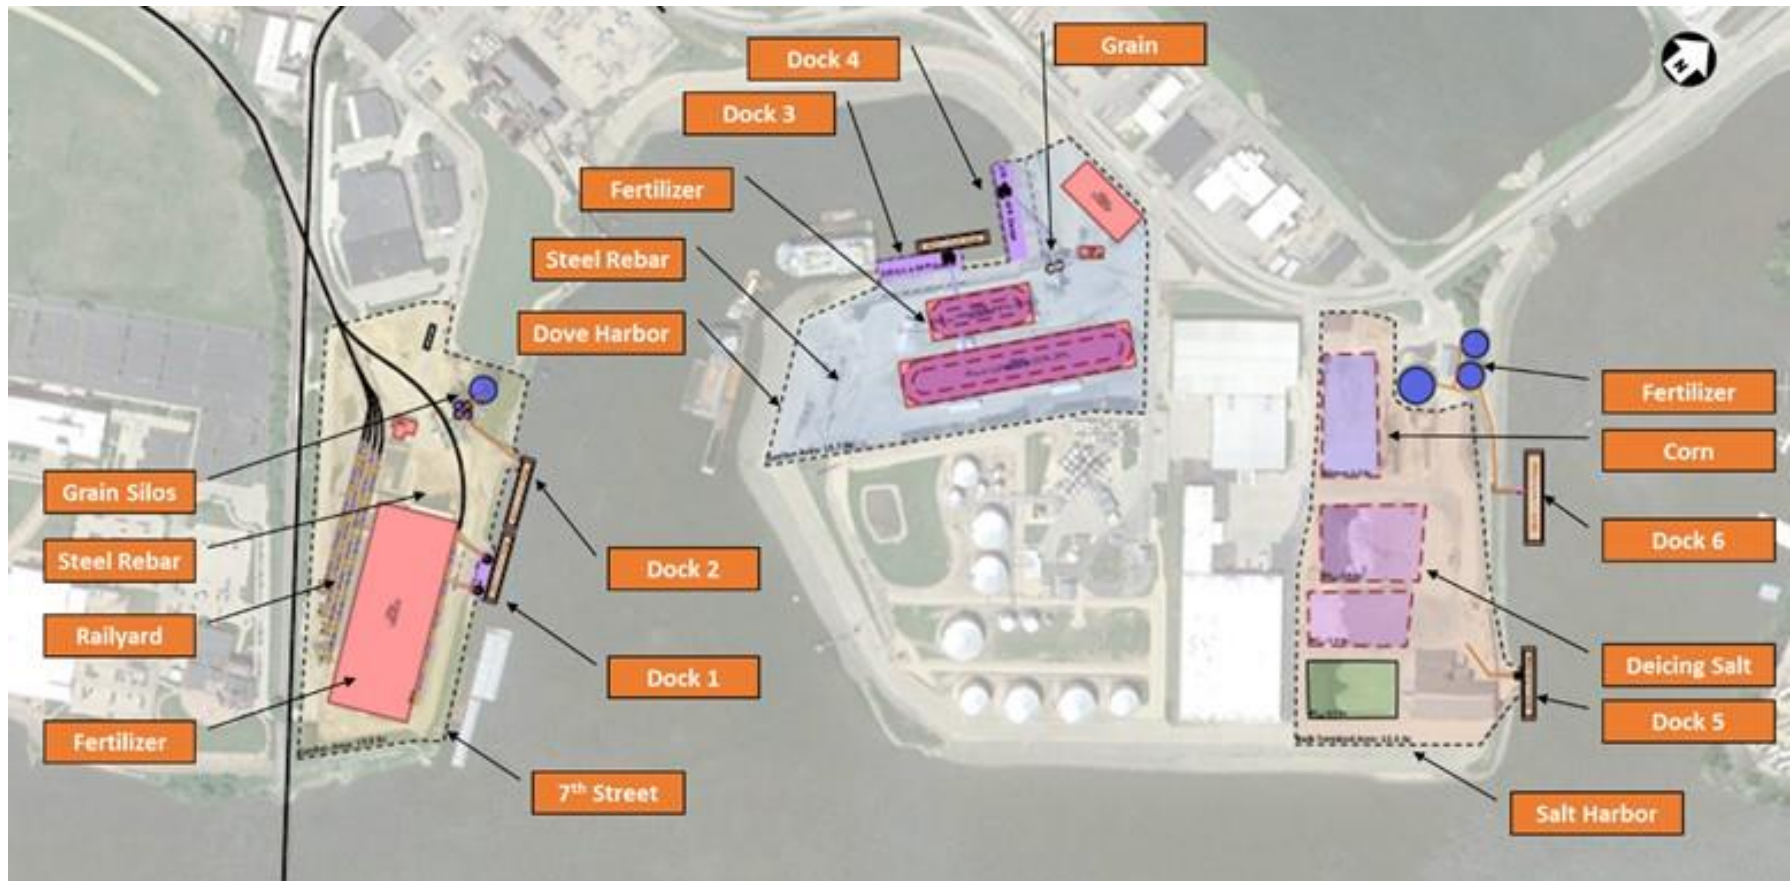 N
Dock 4
Grain
Dock 3
Fertilizer
Steel Rebar
Dove Harbor
Fertilizer
Corn
Grain Silos
Steel Rebar
Dock 6
Dock 2
Railyard
Dock 1
Deicing Salt
Dock 5
Fertilizer
7th Street
Salt Harbor